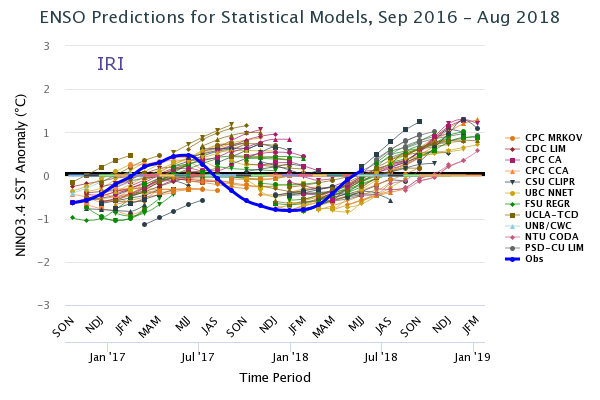 ENSO Predictions for Statistical Models, Sep 2016 – Aug 2018
IRI
NINO3.4 SST Anomaly (°C)
3
2
1
0
−1
−2
−3
SON
NDJ
JFM
MAM
MJJ
JAS
SON
NDJ
JFM
MAM
MJJ
JAS
SON
NDJ
JFM
Jan '17
Jul '17
Jan '18
Jul '18
Jan '19
Time Period
CPC MRKOV
CDC LIM
CPC CA
CPC CCA
CSU CLIPR
UBC NNET
FSU REGR
UCLA-TCD
UNB/CWC
NTU CODA
PSD-CU LIM
Obs